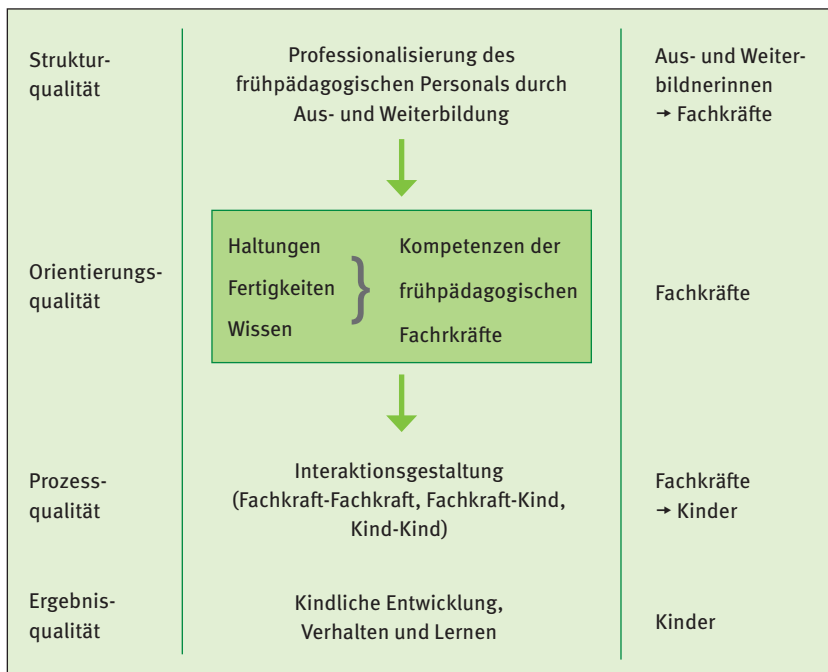 Struktur-
qualität
Professionalisierung des
frühpädagogischen Personals durch
Aus- und Weiterbildung
Aus- und Weiter-
bildnerinnen
→ Fachkräfte
Orientierungs-
qualität
Haltungen
Fertigkeiten
Wissen
}
Kompetenzen der
frühpädagogischen
Fachrkräfte
Fachkräfte
Prozess-
qualität
Interaktionsgestaltung
(Fachkraft-Fachkraft, Fachkraft-Kind,
Kind-Kind)
Fachkräfte
→ Kinder
Ergebnis-
qualität
Kindliche Entwicklung,
Verhalten und Lernen
Kinder